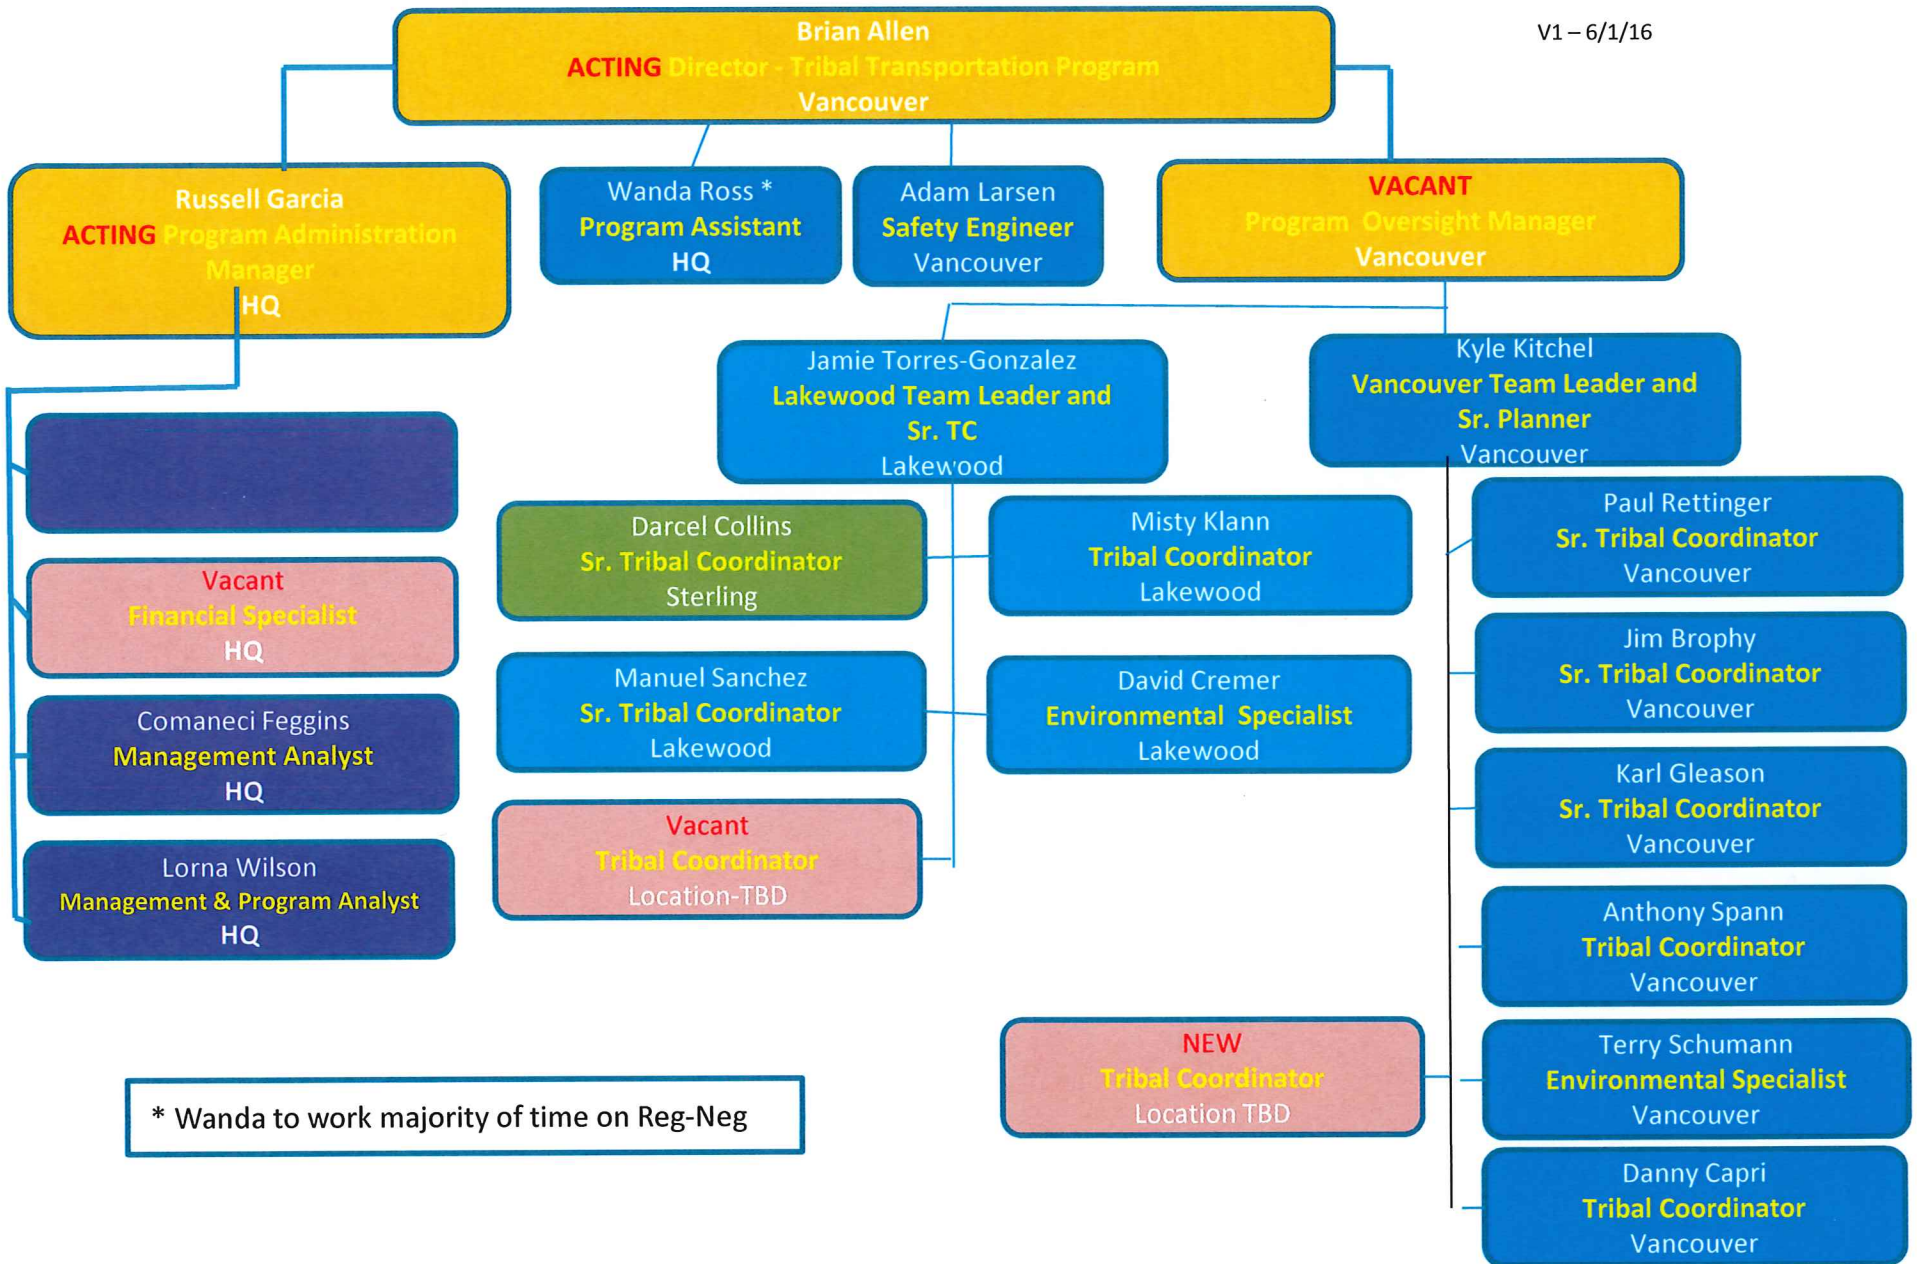 V1 – 6/1/16
Brian Allen
ACTING Director - Tribal Transportation Program
Vancouver
Russell Garcia
ACTING Program Administration
Manager
HQ
Wanda Ross *
Program Assistant
HQ
Adam Larsen
Safety Engineer
Vancouver
VACANT
Program Oversight Manager
Vancouver
Jamie Torres-Gonzalez
Lakewood Team Leader and
Sr. TC
Lakewood
Kyle Kitchel
Vancouver Team Leader and
Sr. Planner
Vancouver
Vacant
Financial Specialist
HQ
Comaneci Feggins
Management Analyst
HQ
Lorna Wilson
Management & Program Analyst
HQ
Darcel Collins
Sr. Tribal Coordinator
Sterling
Misty Klann
Tribal Coordinator
Lakewood
Manuel Sanchez
Sr. Tribal Coordinator
Lakewood
David Cremer
Environmental Specialist
Lakewood
Vacant
Tribal Coordinator
Location-TBD
Paul Rettinger
Sr. Tribal Coordinator
Vancouver
Jim Brophy
Sr. Tribal Coordinator
Vancouver
Karl Gleason
Sr. Tribal Coordinator
Vancouver
Anthony Spann
Tribal Coordinator
Vancouver
NEW
Tribal Coordinator
Location TBD
Terry Schumann
Environmental Specialist
Vancouver
Danny Capri
Tribal Coordinator
Vancouver
* Wanda to work majority of time on Reg-Neg